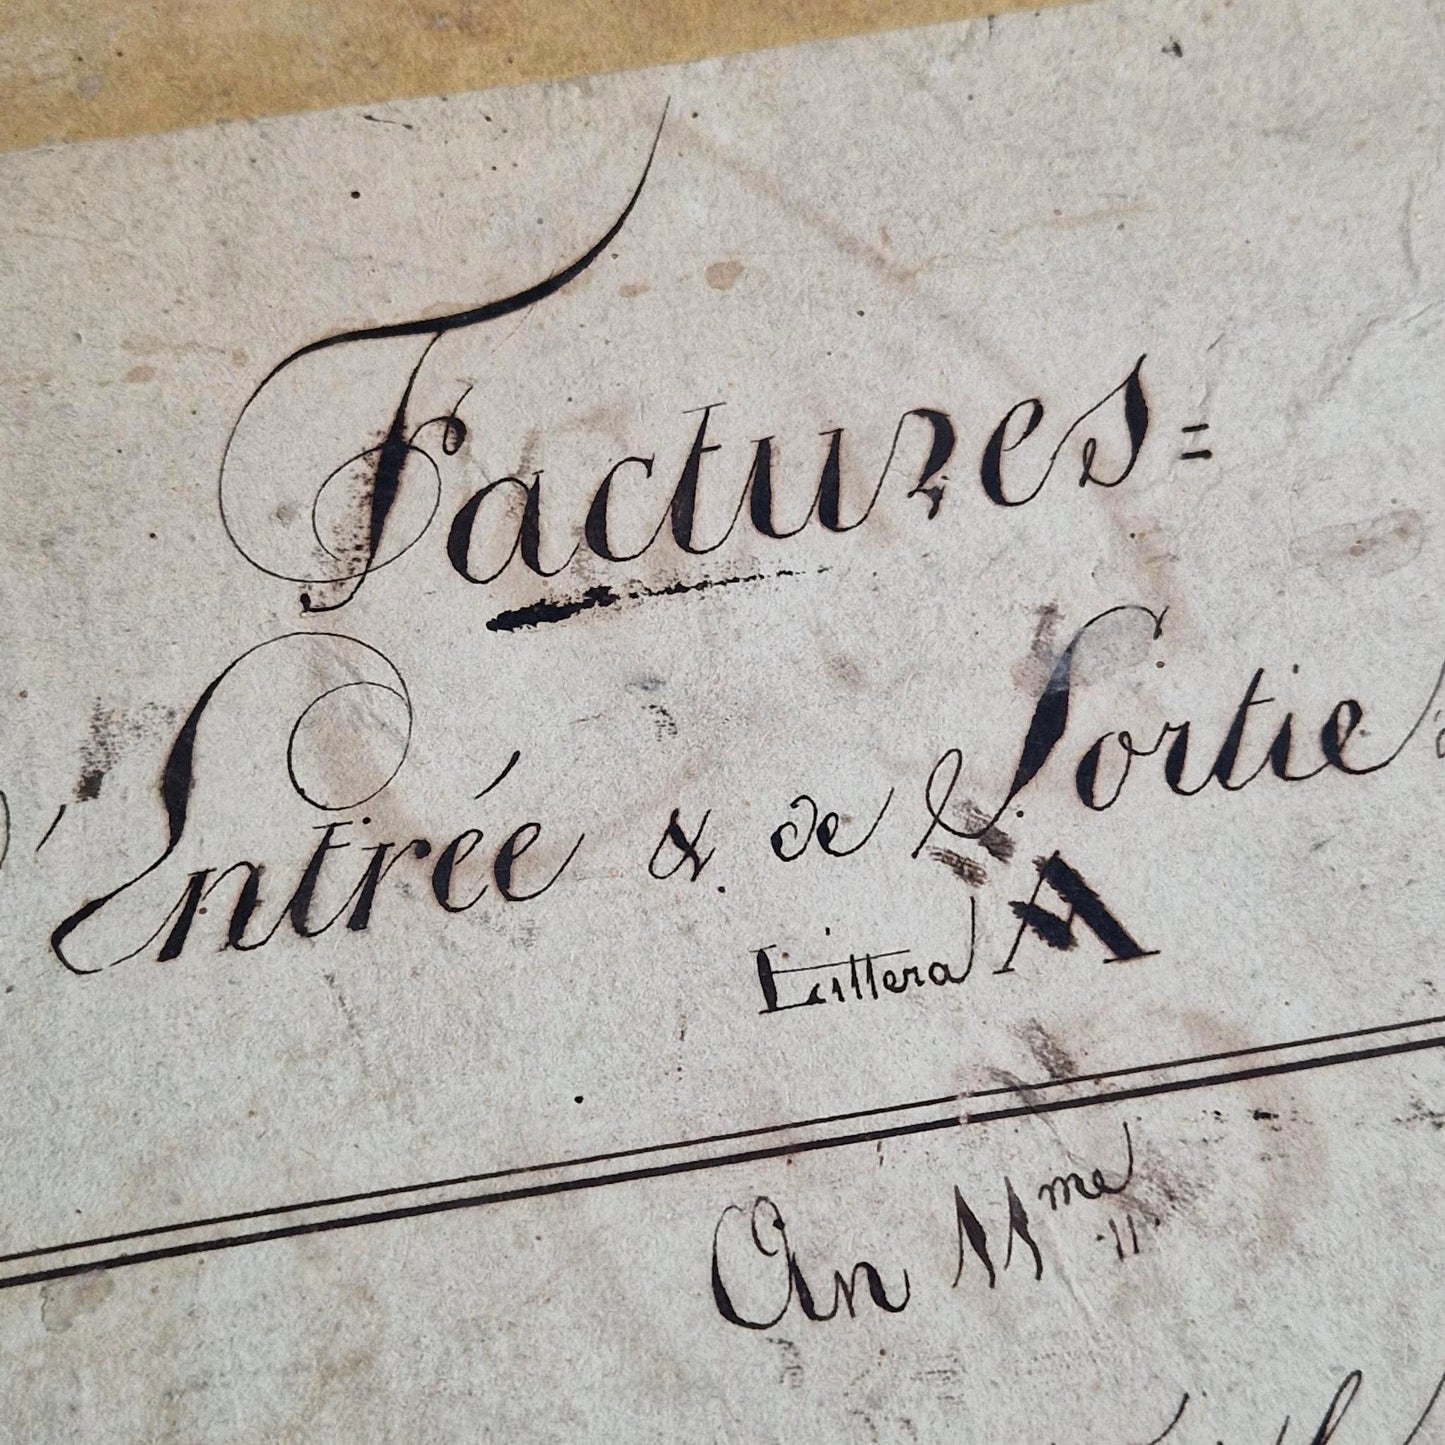 Factures =
d'Entrée & de Sortie
Littera A
An 11me